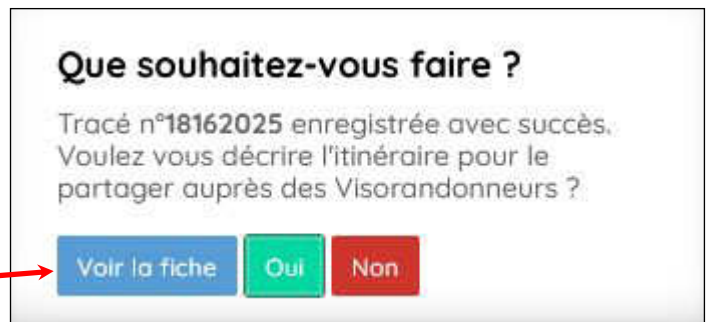 Que souhaitez-vous faire ?
Tracé n°18162025 enregistrée avec succès.
Voulez vous décrire l'itinéraire pour le
partager auprès des Visorandonneurs ?
Voir la fiche Oui Non